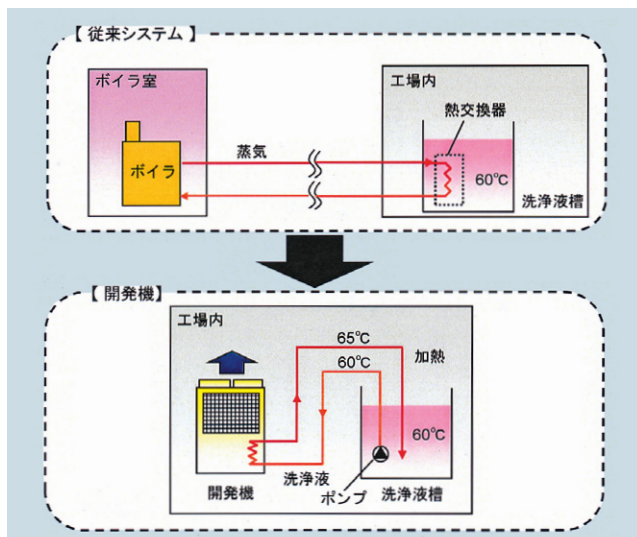 【 従来システム 】
ボイラ室
ボイラ
蒸気
工場内
熱交換器
60℃
洗浄液槽
【 開発機】
工場内
65℃
60℃
加熱
60℃
開発機
洗浄液
ポンプ
洗浄液槽